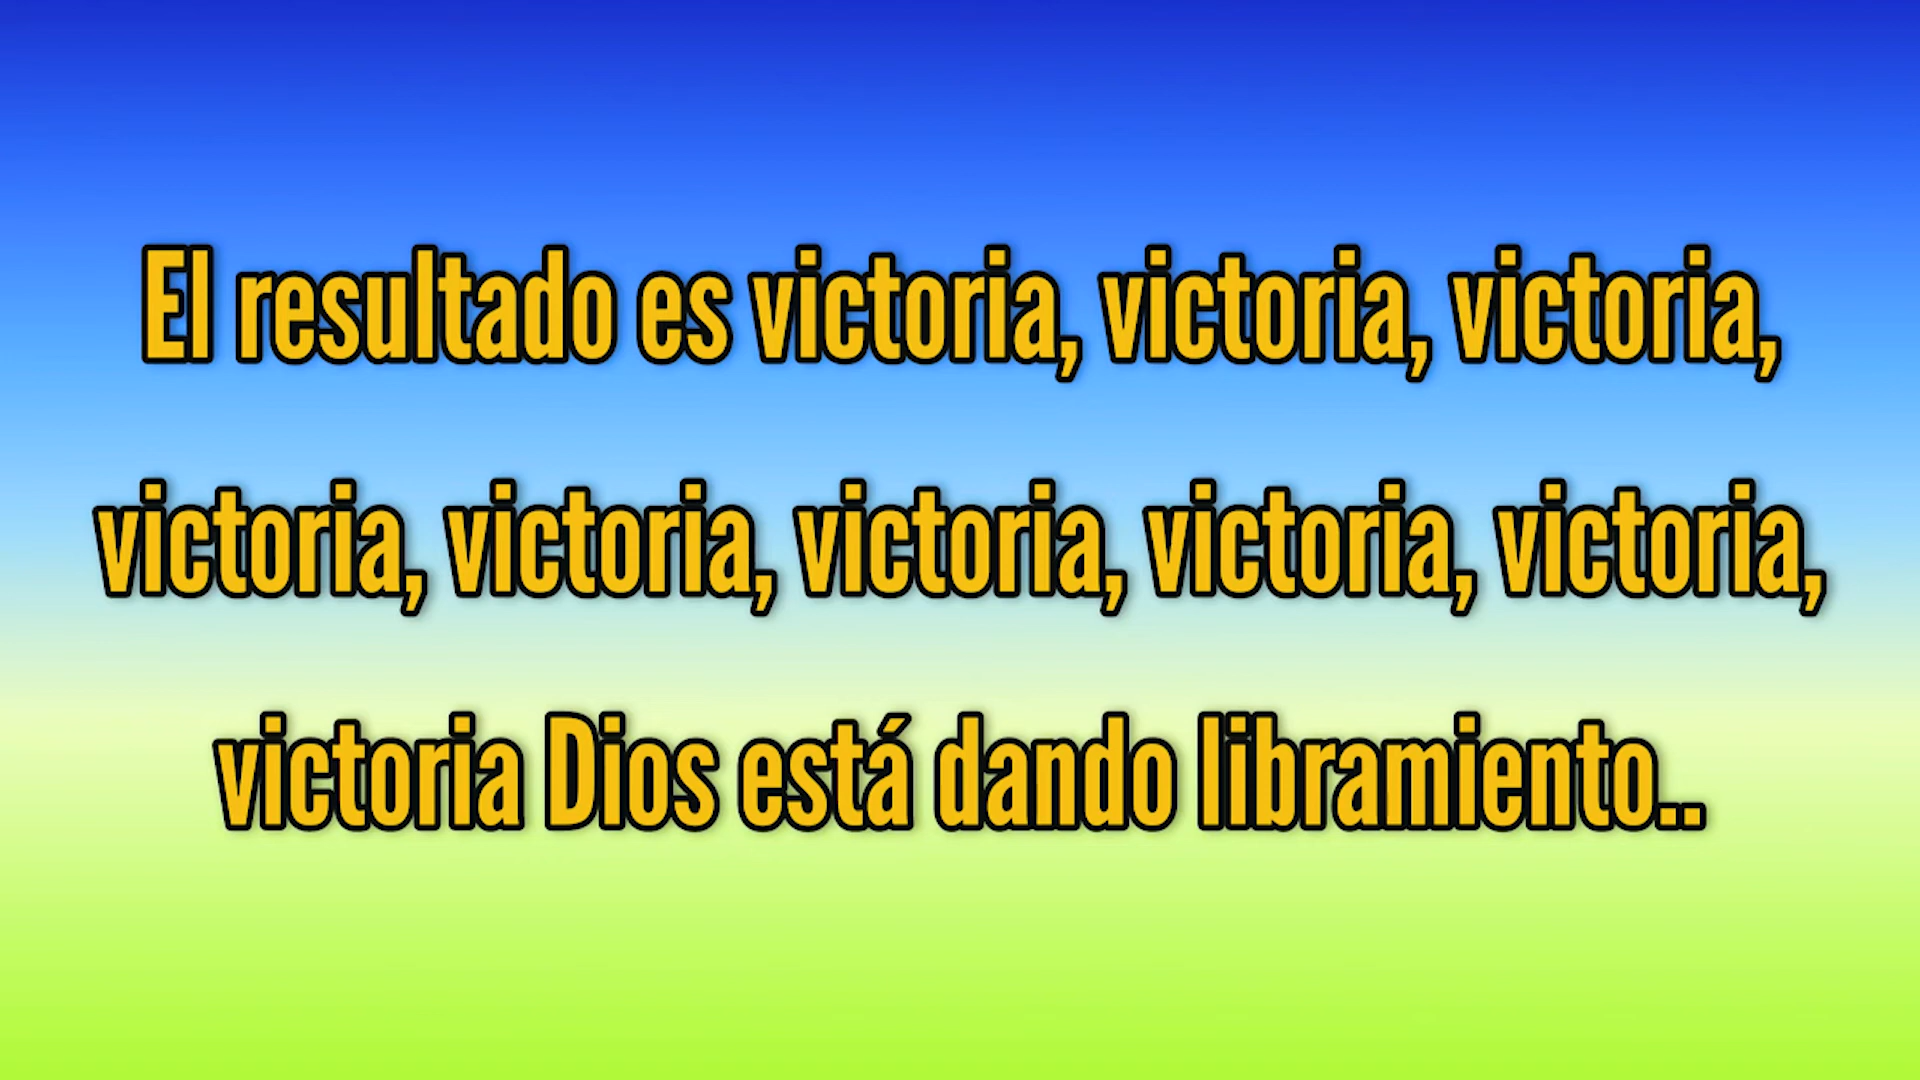 El resultado es victoria, victoria, victoria,
victoria, victoria, victoria, victoria, victoria,
victoria Dios está dando libramiento..